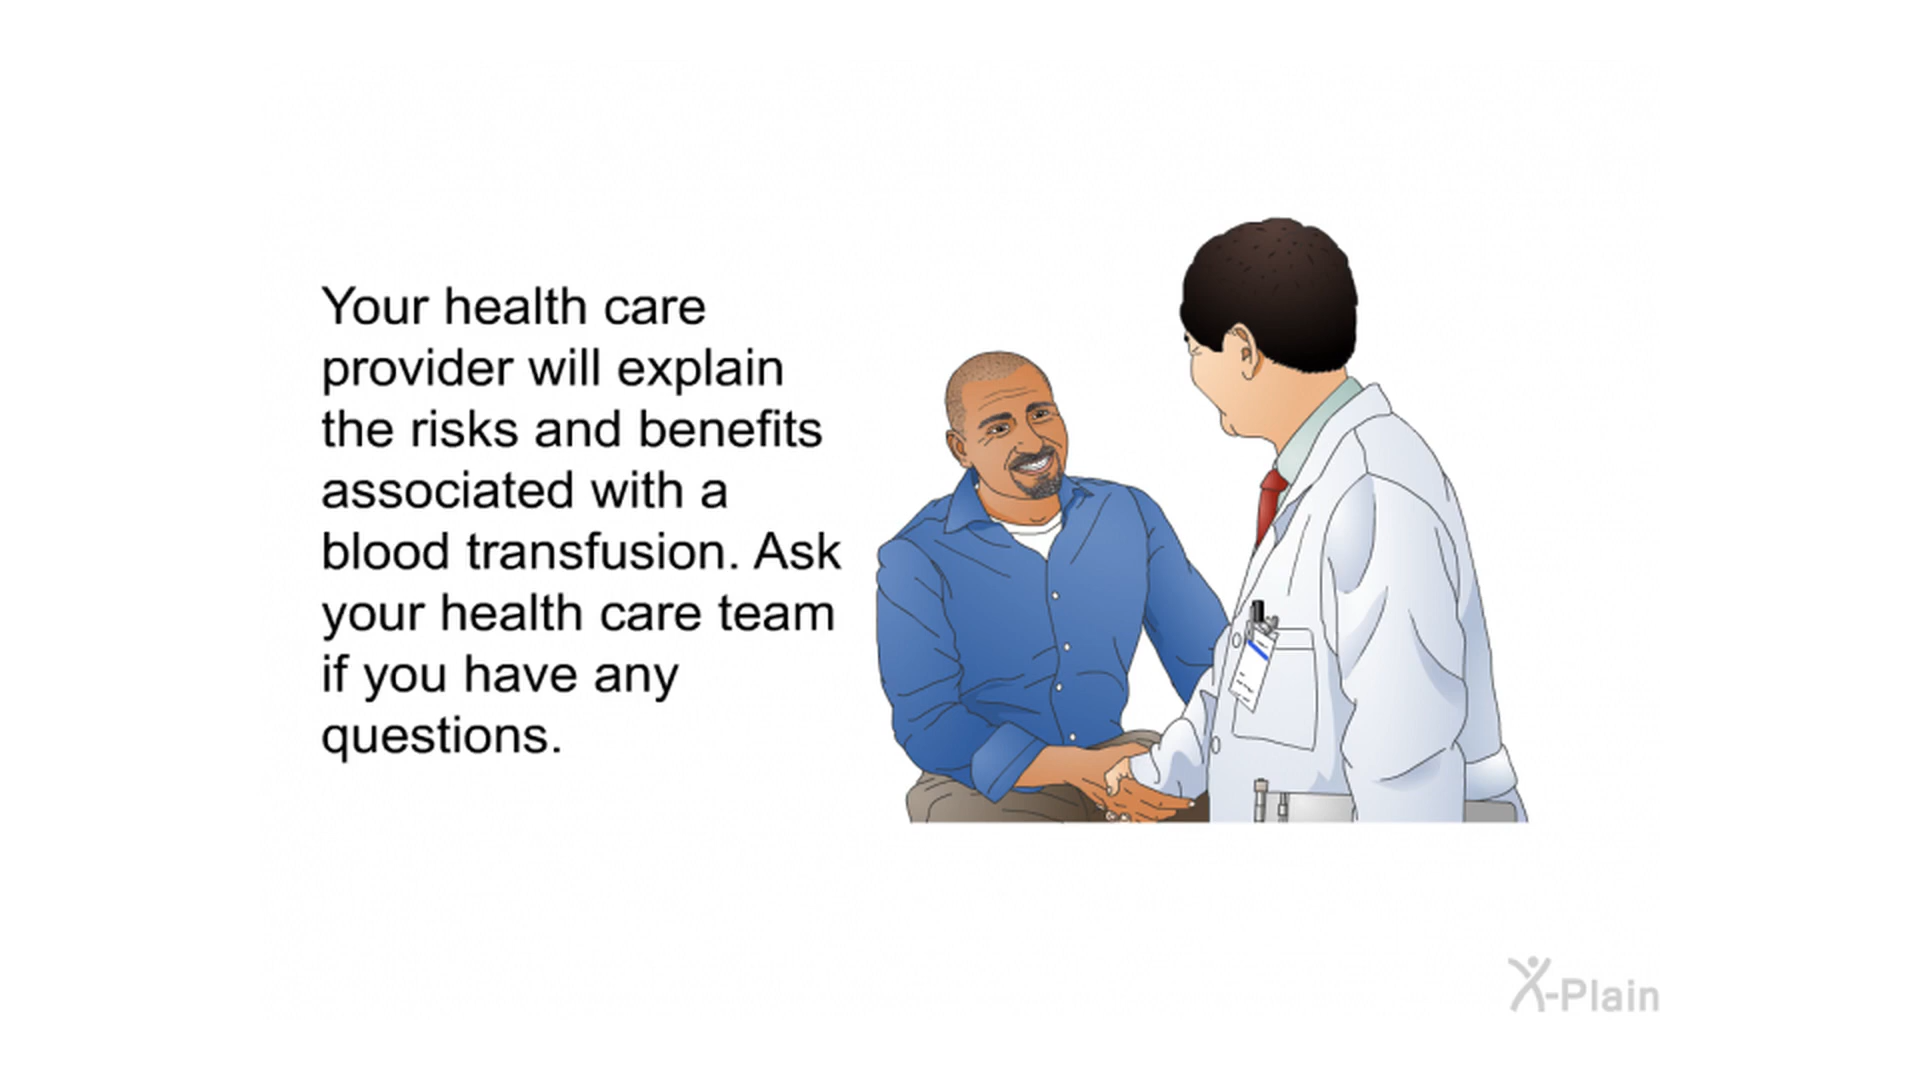 Your health care
provider will explain
the risks and benefits
associated with a
blood transfusion. Ask
your health care team
if you have any
questions.
X-Plain